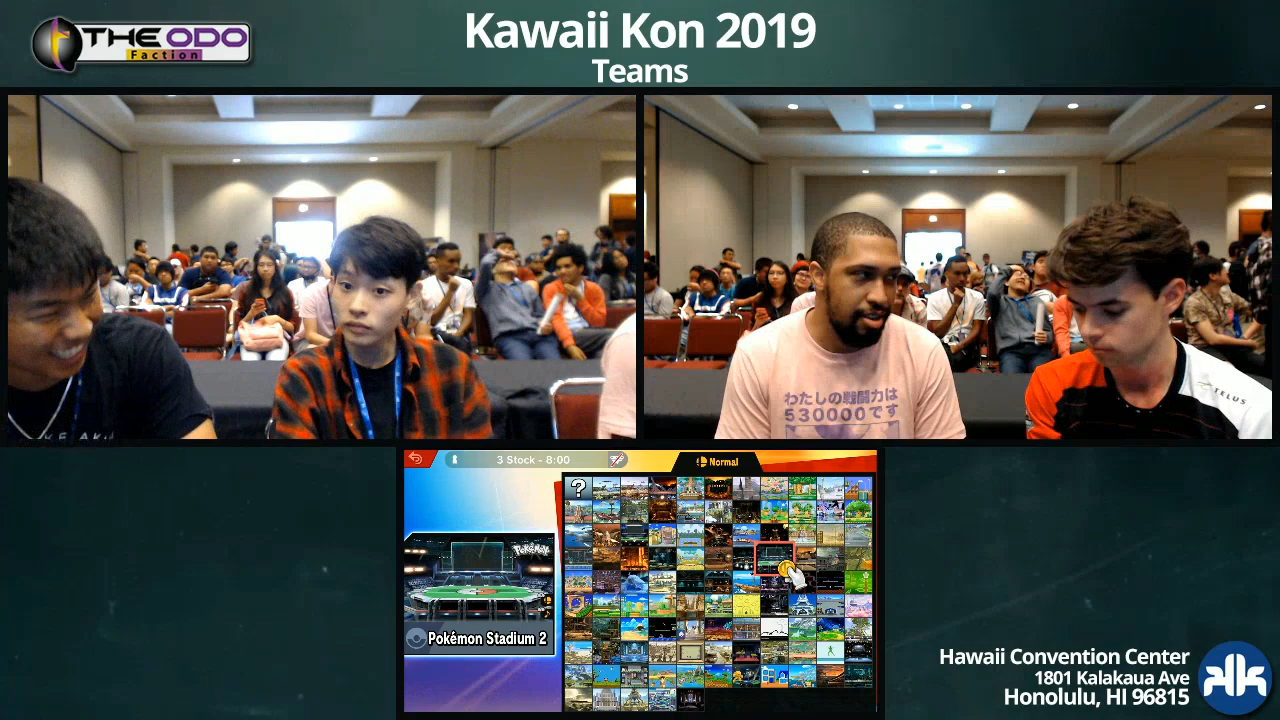 THE ODO
Faction
Kawaii Kon 2019
Teams
わたしの戦闘力は
530000です
TELUS
3 Stock - 8:00
Normal
?
POKéMON
Pokémon Stadium 2
Hawaii Convention Center
1801 Kalakaua Ave
Honolulu, HI 96815